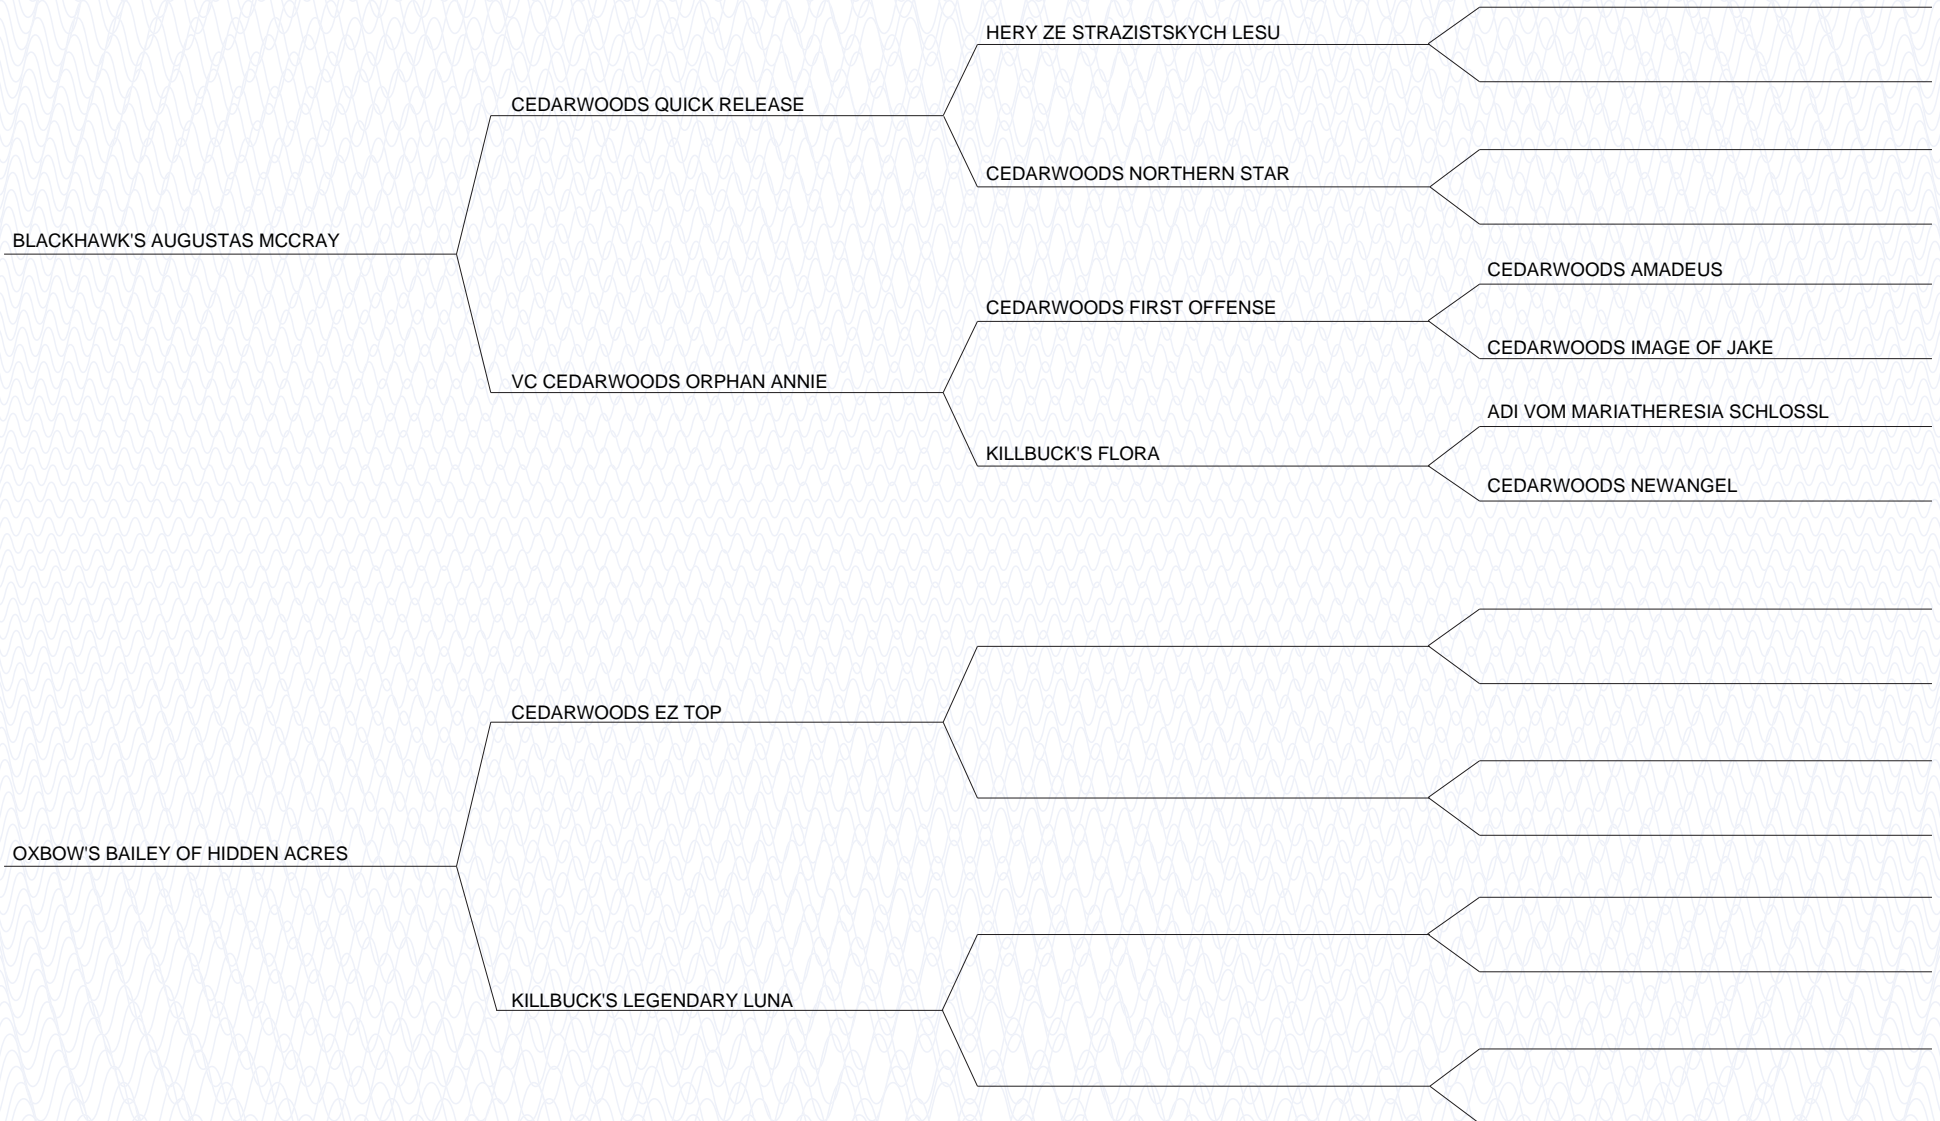 HERY ZE STRAZISTSKYCH LESU
CEDARWOODS QUICK RELEASE
CEDARWOODS NORTHERN STAR
BLACKHAWK'S AUGUSTAS MCCRAY
CEDARWOODS AMADEUS
CEDARWOODS FIRST OFFENSE
CEDARWOODS IMAGE OF JAKE
VC CEDARWOODS ORPHAN ANNIE
ADI VOM MARIATHERESIA SCHLOSSL
KILLBUCK'S FLORA
CEDARWOODS NEWANGEL
CEDARWOODS EZ TOP
OXBOW'S BAILEY OF HIDDEN ACRES
KILLBUCK'S LEGENDARY LUNA